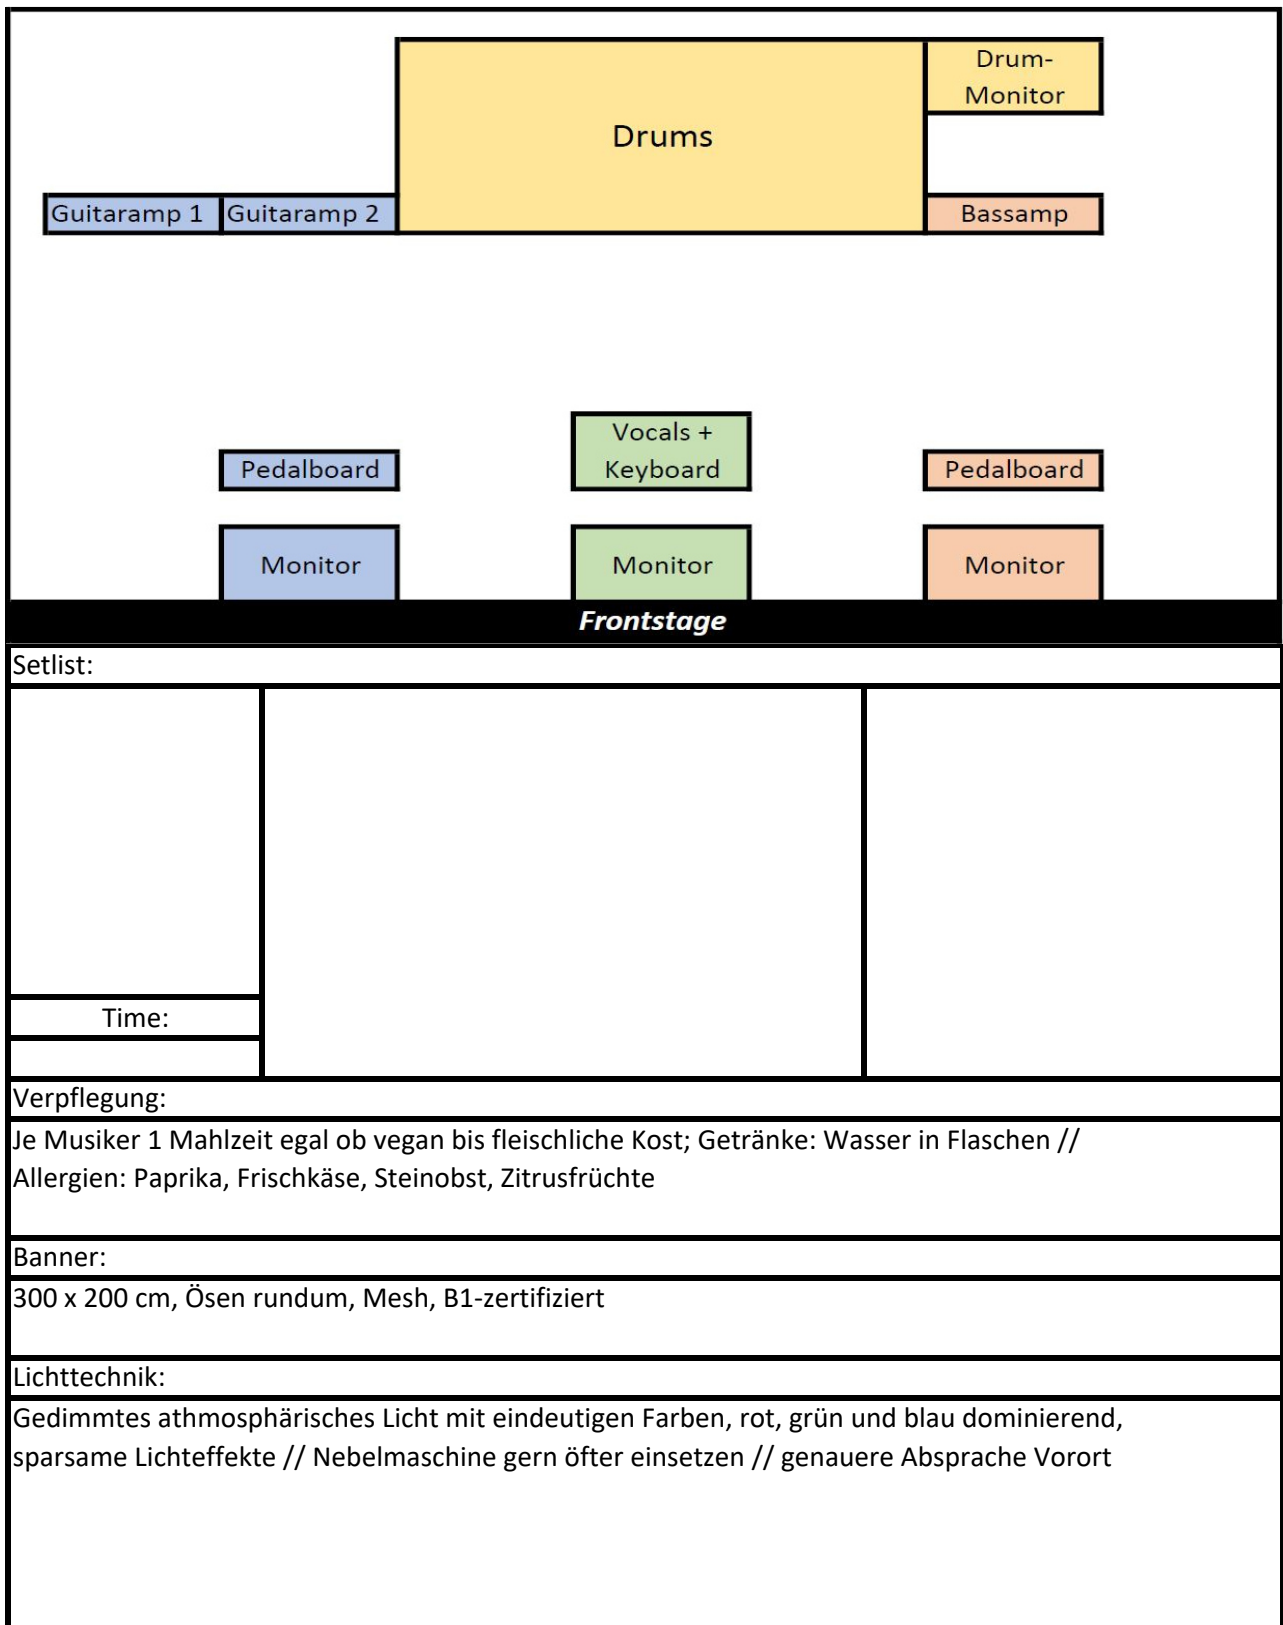 Drum-
Monitor
Drums
Guitaramp 1
Guitaramp 2
Bassamp
Vocals +
Keyboard
Pedalboard
Pedalboard
Monitor
Monitor
Monitor
Frontstage
Setlist:
Time:
Verpflegung:
Je Musiker 1 Mahlzeit egal ob vegan bis fleischliche Kost; Getränke: Wasser in Flaschen //
Allergien: Paprika, Frischkäse, Steinobst, Zitrusfrüchte
Banner:
300 x 200 cm, Ösen rundum, Mesh, B1-zertifiziert
Lichttechnik:
Gedimmtes athmosphärisches Licht mit eindeutigen Farben, rot, grün und blau dominierend,
sparsame Lichteffekte // Nebelmaschine gern öfter einsetzen // genauere Absprache Vorort